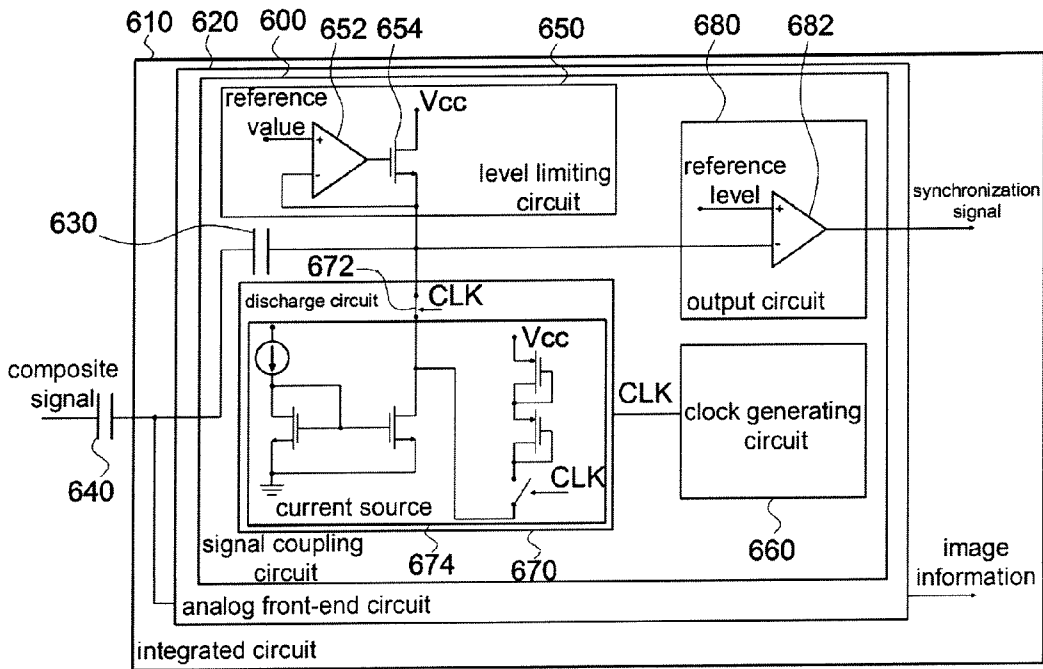 610
620
600
652
654
650
680
682
reference
value
+
-
Vcc
level limiting
circuit
reference
level
+
-
output circuit
synchronization
signal
630
672
discharge circuit
CLK
composite
signal
640
Vcc
CLK
current source
CLK
clock generating
circuit
signal coupling
circuit
674
670
660
image
information
analog front-end circuit
integrated circuit